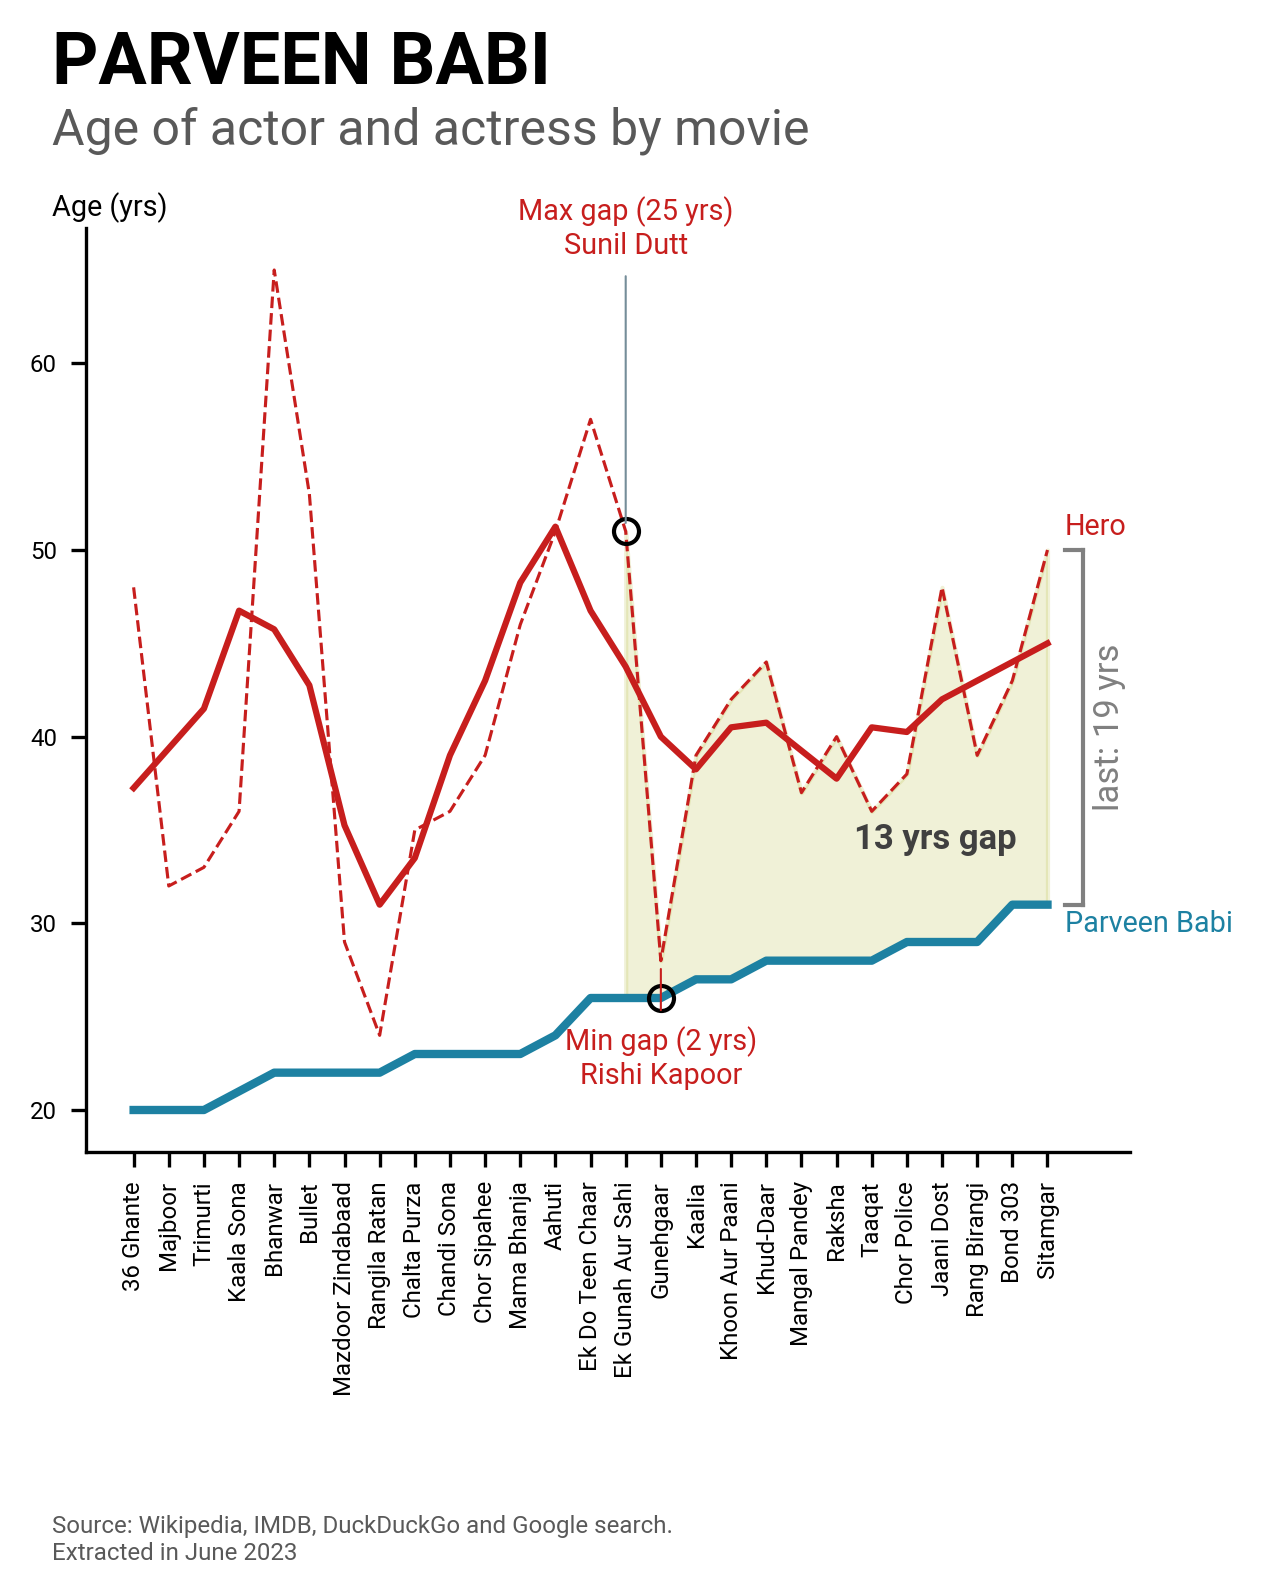 PARVEEN BABI
Age of actor and actress by movie
Age (yrs)
Max gap (25 yrs)
Sunil Dutt
60
50
40
30
20
Hero
last: 19 yrs
13 yrs gap
Parveen Babi
Min gap (2 yrs)
Rishi Kapoor
36 Ghante
Majboor
Trimurti
Kaala Sona
Bhanwar
Bullet
Mazdoor Zindabaad
Rangila Ratan
Chalta Purza
Chandi Sona
Chor Sipahee
Mama Bhanja
Aahuti
Ek Do Teen Chaar
Ek Gunah Aur Sahi
Gunehgaar
Kaalia
Khoon Aur Paani
Khud-Daar
Mangal Pandey
Raksha
Taaqat
Chor Police
Jaani Dost
Rang Birangi
Bond 303
Sitamgar
Source: Wikipedia, IMDB, DuckDuckGo and Google search.
Extracted in June 2023